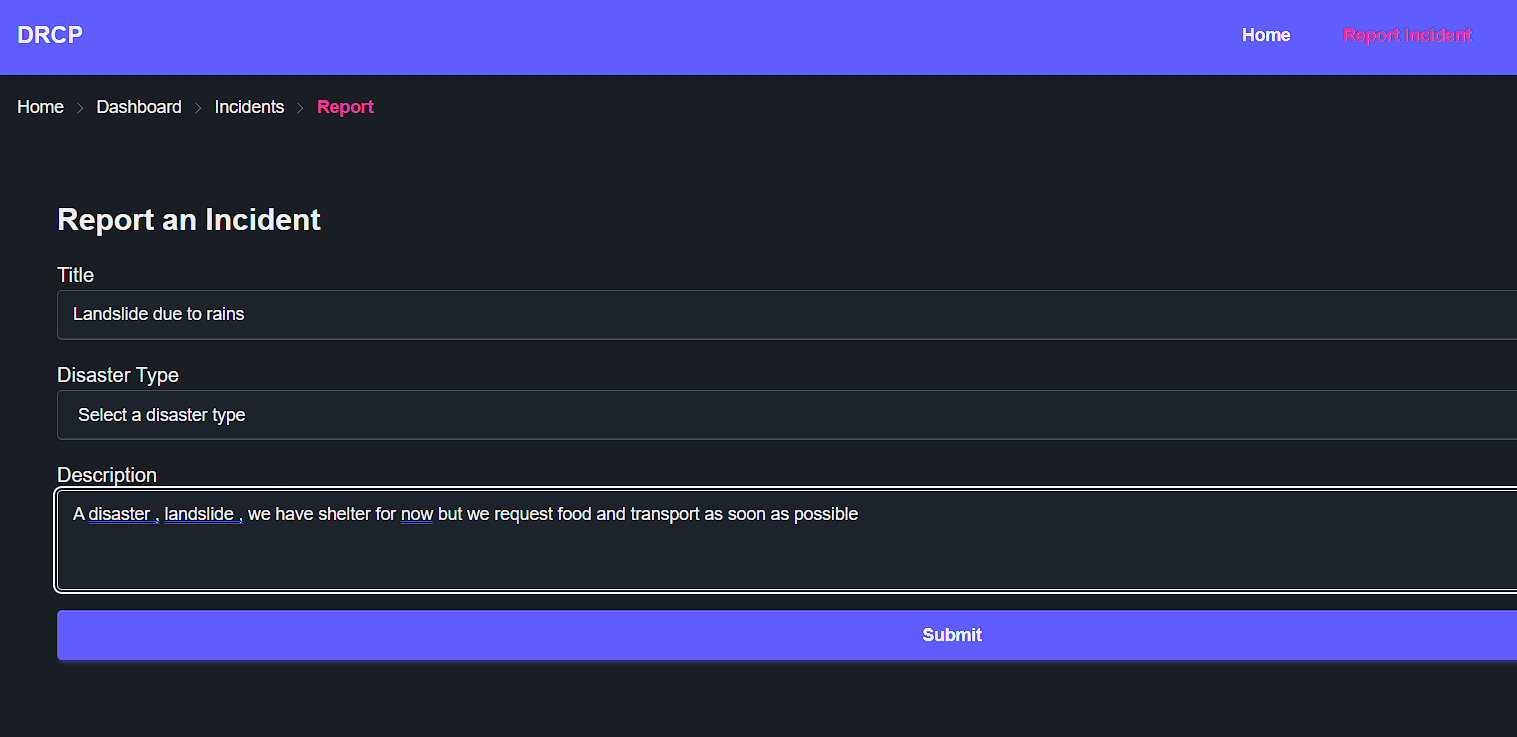 DRCP Home Report Incident
Home > Dashboard > Incidents > Report
Report an Incident
Title
Landslide due to rains
Disaster Type
Select a disaster type
Description
A disaster , landslide , we have shelter for now but we request food and transport as soon as possible
Submit